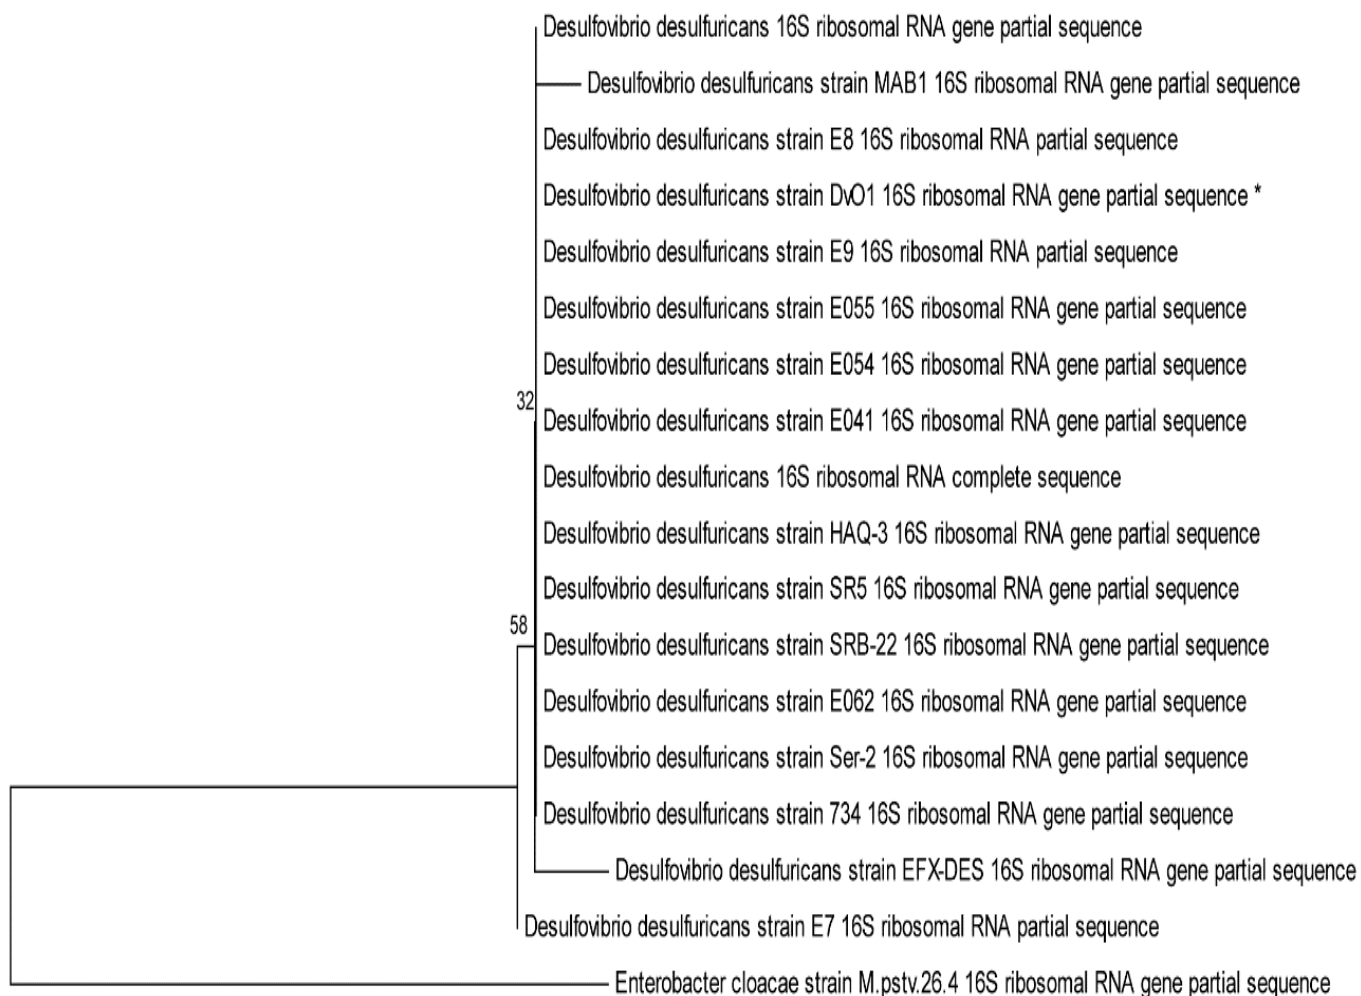 Desulfovibrio desulfuricans 16S ribosomal RNA gene partial sequence
Desulfovibrio desulfuricans strain MAB1 16S ribosomal RNA gene partial sequence
Desulfovibrio desulfuricans strain E8 16S ribosomal RNA partial sequence
Desulfovibrio desulfuricans strain DvO1 16S ribosomal RNA gene partial sequence *
Desulfovibrio desulfuricans strain E9 16S ribosomal RNA partial sequence
Desulfovibrio desulfuricans strain E055 16S ribosomal RNA gene partial sequence
Desulfovibrio desulfuricans strain E054 16S ribosomal RNA gene partial sequence
32
Desulfovibrio desulfuricans strain E041 16S ribosomal RNA gene partial sequence
Desulfovibrio desulfuricans 16S ribosomal RNA complete sequence
Desulfovibrio desulfuricans strain HAQ-3 16S ribosomal RNA gene partial sequence
Desulfovibrio desulfuricans strain SR5 16S ribosomal RNA gene partial sequence
58
Desulfovibrio desulfuricans strain SRB-22 16S ribosomal RNA gene partial sequence
Desulfovibrio desulfuricans strain E062 16S ribosomal RNA gene partial sequence
Desulfovibrio desulfuricans strain Ser-2 16S ribosomal RNA gene partial sequence
Desulfovibrio desulfuricans strain 734 16S ribosomal RNA gene partial sequence
Desulfovibrio desulfuricans strain EFX-DES 16S ribosomal RNA gene partial sequence
Desulfovibrio desulfuricans strain E7 16S ribosomal RNA partial sequence
Enterobacter cloacae strain M.pstv.26.4 16S ribosomal RNA gene partial sequence